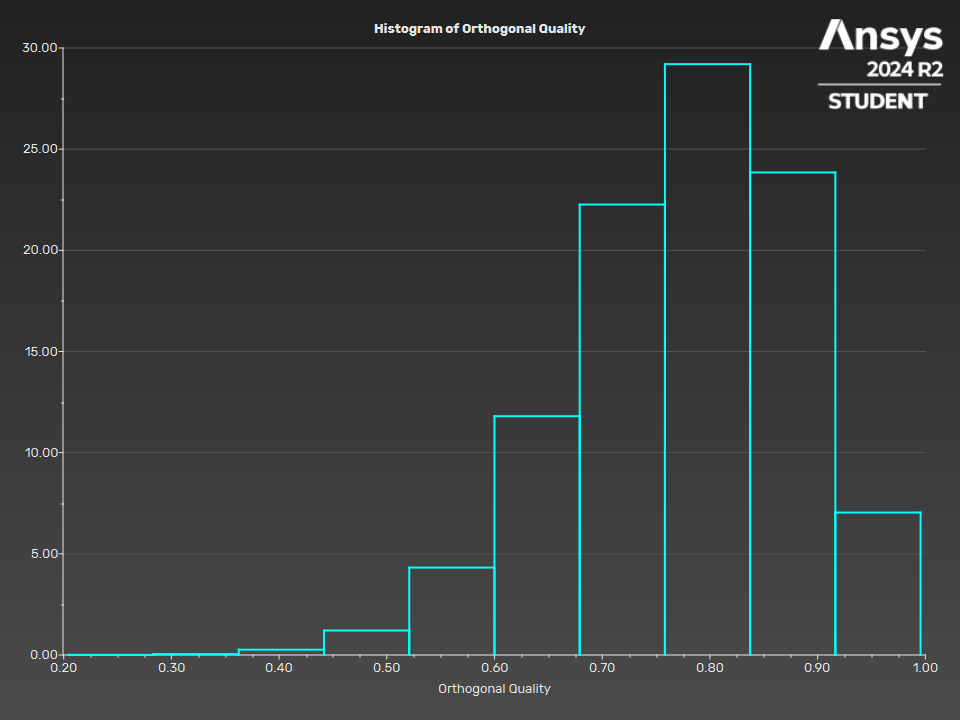 Histogram of Orthogonal Quality
Ansys
2024 R2
STUDENT
30.00
25.00
20.00
15.00
10.00
5.00
0.00
0.20 0.30 0.40 0.50 0.60 0.70 0.80 0.90 1.00
Orthogonal Quality